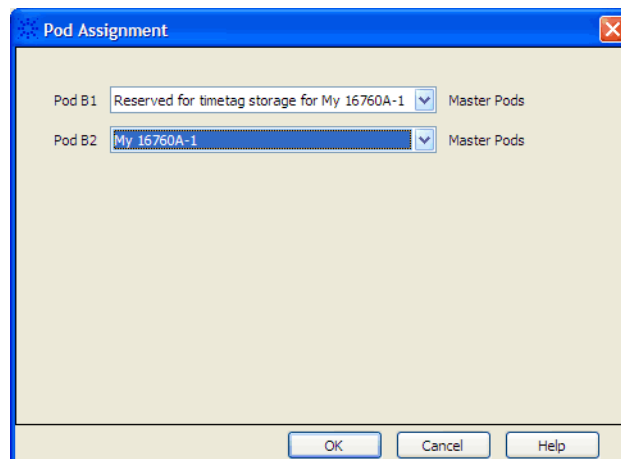 Pod Assignment
Pod B1 Reserved for timetag storage for My 16760A-1 Master Pods
Pod B2 My 16760A-1 Master Pods
OK Cancel Help